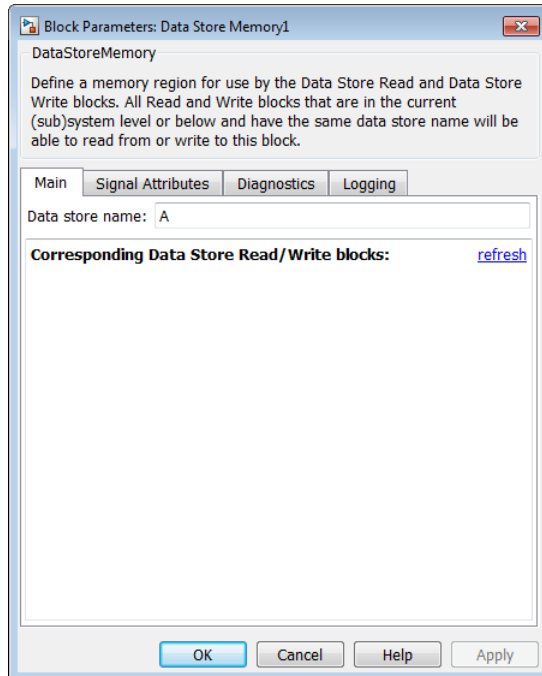 Block Parameters: Data Store Memory1
DataStoreMemory
Define a memory region for use by the Data Store Read and Data Store
Write blocks. All Read and Write blocks that are in the current
(sub)system level or below and have the same data store name will be
able to read from or write to this block.
Main Signal Attributes Diagnostics Logging
Data store name: A
Corresponding Data Store Read/Write blocks: refresh
OK Cancel Help Apply